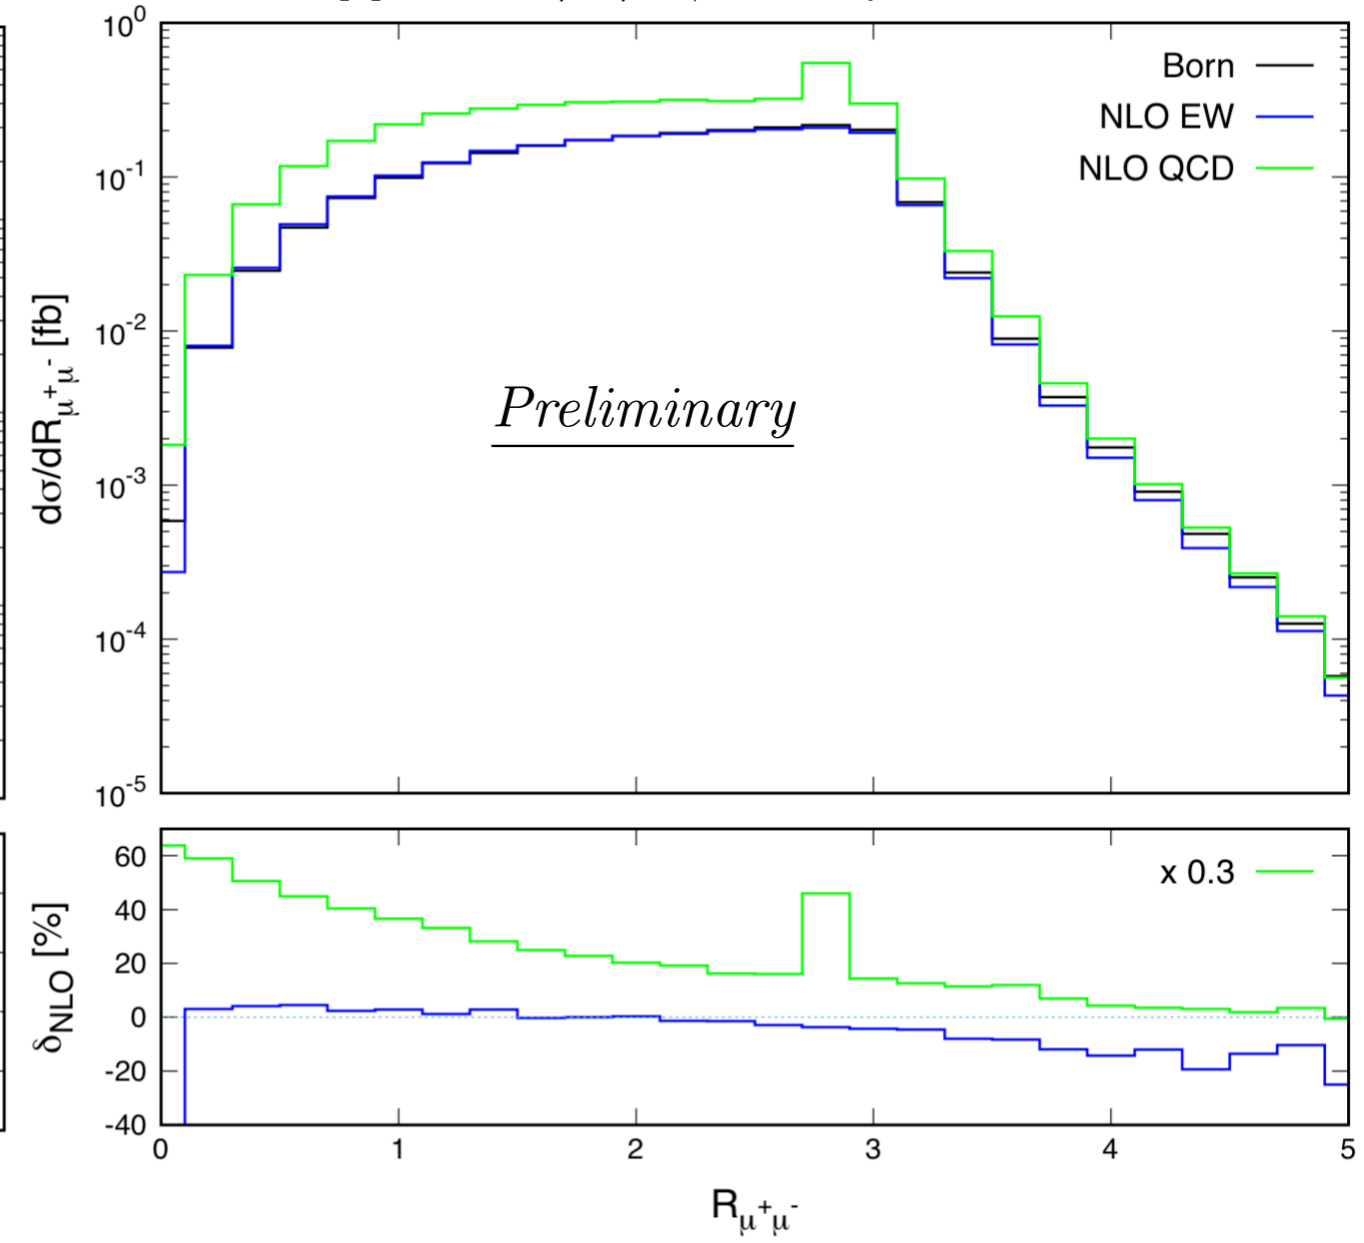 10^0
Born
NLO EW
NLO QCD
10^-1
10^-2
dσ/dR_μ+μ- [fb]
Preliminary
10^-3
10^-4
10^-5
60
x 0.3
40
20
δ_NLO [%]
0
-20
-40
0 1 2 3 4 5
R_μ+μ-